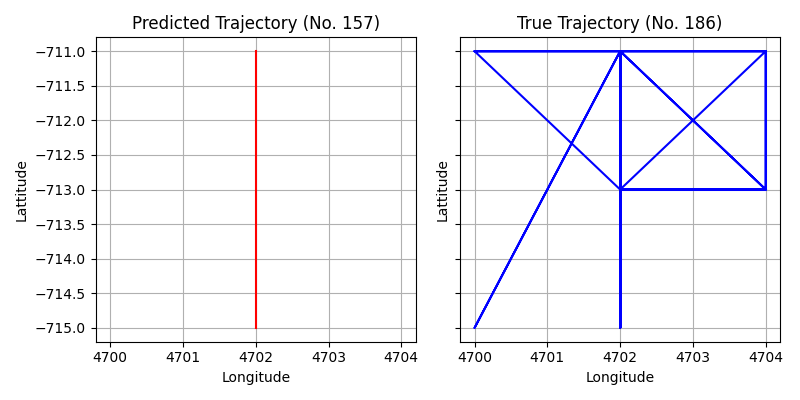 Predicted Trajectory (No. 157)
True Trajectory (No. 186)
Lattitude
−711.0
−711.5
−712.0
−712.5
−713.0
−713.5
−714.0
−714.5
−715.0
4700 4701 4702 4703 4704
Longitude
Lattitude
4700 4701 4702 4703 4704
Longitude